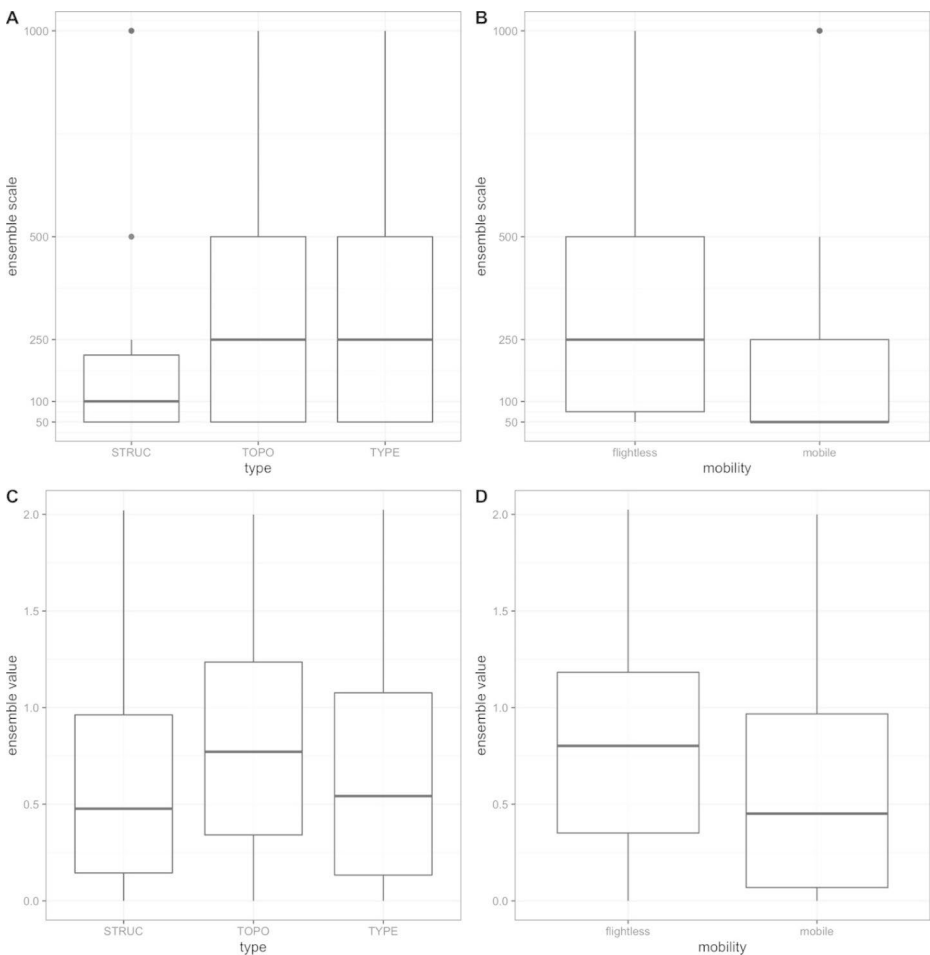 A
1000
500
250
100
50
ensemble scale
STRUC TOPO TYPE
type
B
1000
500
250
100
50
ensemble scale
flightless mobile
mobility
C
2.0
1.5
1.0
0.5
0.0
ensemble value
STRUC TOPO TYPE
type
D
2.0
1.5
1.0
0.5
0.0
ensemble value
flightless mobile
mobility